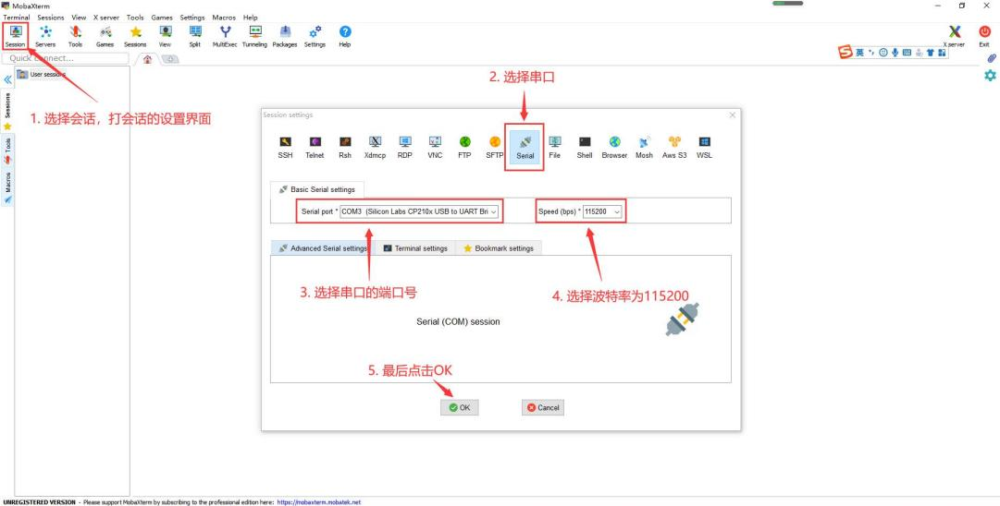 MobaXterm
Terminal Sessions View X server Tools Games Settings Macros Help
Session Servers Tools Games Sessions View Split MultiExec Tunneling Packages Settings Help X server Exit
Quick connect...
英
User sessions
Sessions
Tools
Macros
1. 选择会话，打会话的设置界面
2. 选择串口
Session settings
SSH Telnet Rsh Xdmcp RDP VNC FTP SFTP Serial File Shell Browser Mosh Aws S3 WSL
Basic Serial settings
Serial port * COM3 (Silicon Labs CP210x USB to UART Bri Speed (bps) * 115200
Advanced Serial settings Terminal settings Bookmark settings
3. 选择串口的端口号
4. 选择波特率为115200
Serial (COM) session
5. 最后点击OK
OK Cancel
UNREGISTERED VERSION - Please support MobaXterm by subscribing to the professional edition here: https://mobaxterm.mobatek.net